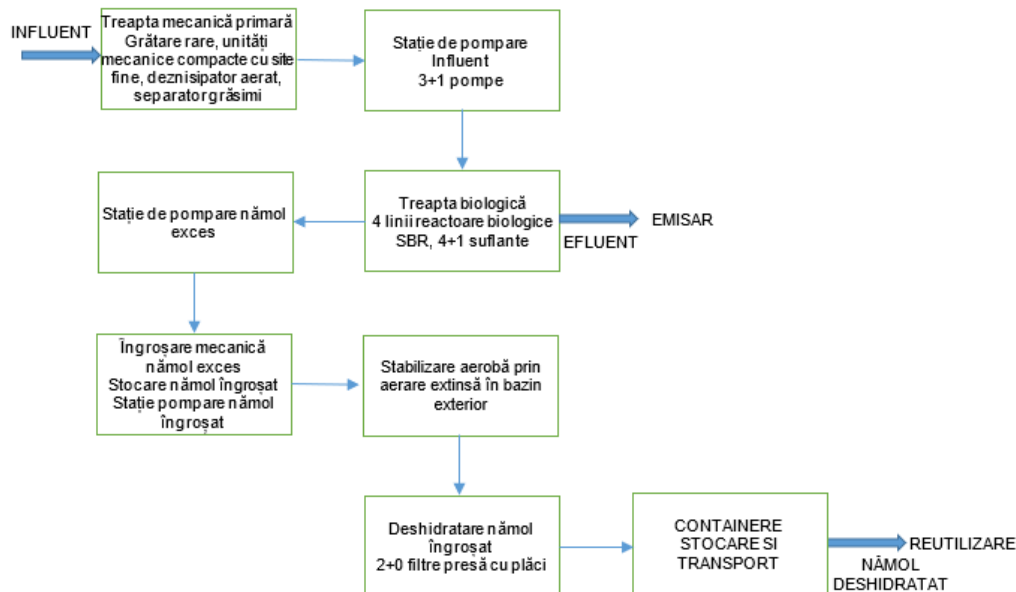 INFLUENT
Treapta mecanică primară
Grătare rare, unități
mecanice compacte cu site
fine, deznisipator aerat,
separator grăsimi
Stație de pompare
Influent
3+1 pompe
Stație de pompare nămol
exces
Treapta biologică
4 linii reactoare biologice
SBR, 4+1 suflante
EFLUENT
EMISAR
Îngroșare mecanică
nămol exces
Stocare nămol îngroșat
Stație pompare nămol
îngroșat
Stabilizare aerobă prin
aerare extinsă în bazin
exterior
Deshidratare nămol
îngroșat
2+0 filtre presă cu plăci
CONTAINERE
STOCARE SI
TRANSPORT
REUTILIZARE
NĂMOL
DESHIDRATAT